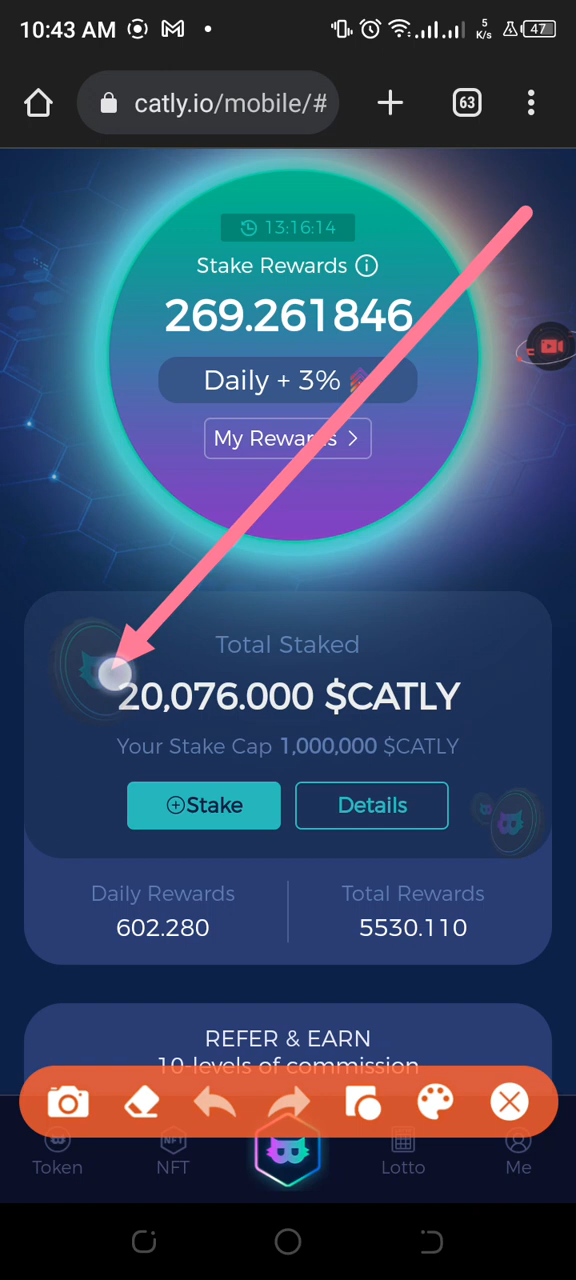 10:43 AM
5
K/s
47
catly.io/mobile/#
63
13:16:14
Stake Rewards
269.261846
Daily + 3%
My Rewards >
Total Staked
20,076.000 $CATLY
Your Stake Cap 1,000,000 $CATLY
Stake
Details
Daily Rewards
Total Rewards
602.280
5530.110
REFER & EARN
10-levels of commission
NFT
Token
NFT
Lotto
Me